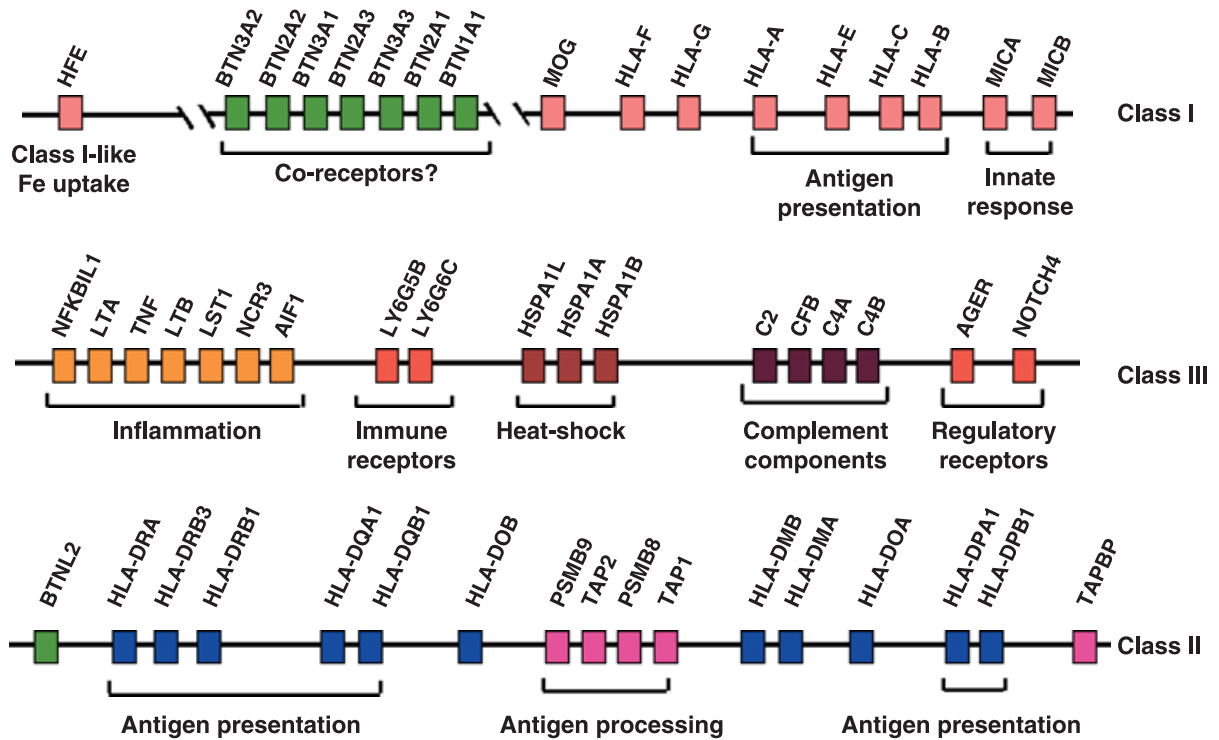 HFE
BTN3A2
BTN2A2
BTN3A1
BTN2A3
BTN3A3
BTN2A1
BTN1A1
MOG
HLA-F
HLA-G
HLA-A
HLA-E
HLA-C
HLA-B
MICA
MICB
Class I
Class I-like
Fe uptake
Co-receptors?
Antigen
presentation
Innate
response
NFKBIL1
LTA
TNF
LTB
LST1
NCR3
AIF1
LY6G5B
LY6G6C
HSPA1L
HSPA1A
HSPA1B
C2
CFB
C4A
C4B
AGER
NOTCH4
Class III
Inflammation
Immune
receptors
Heat-shock
Complement
components
Regulatory
receptors
BTNL2
HLA-DRA
HLA-DRB3
HLA-DRB1
HLA-DQA1
HLA-DQB1
HLA-DOB
PSMB9
TAP2
PSMB8
TAP1
HLA-DMB
HLA-DMA
HLA-DOA
HLA-DPA1
HLA-DPB1
TAPBP
Class II
Antigen presentation
Antigen processing
Antigen presentation